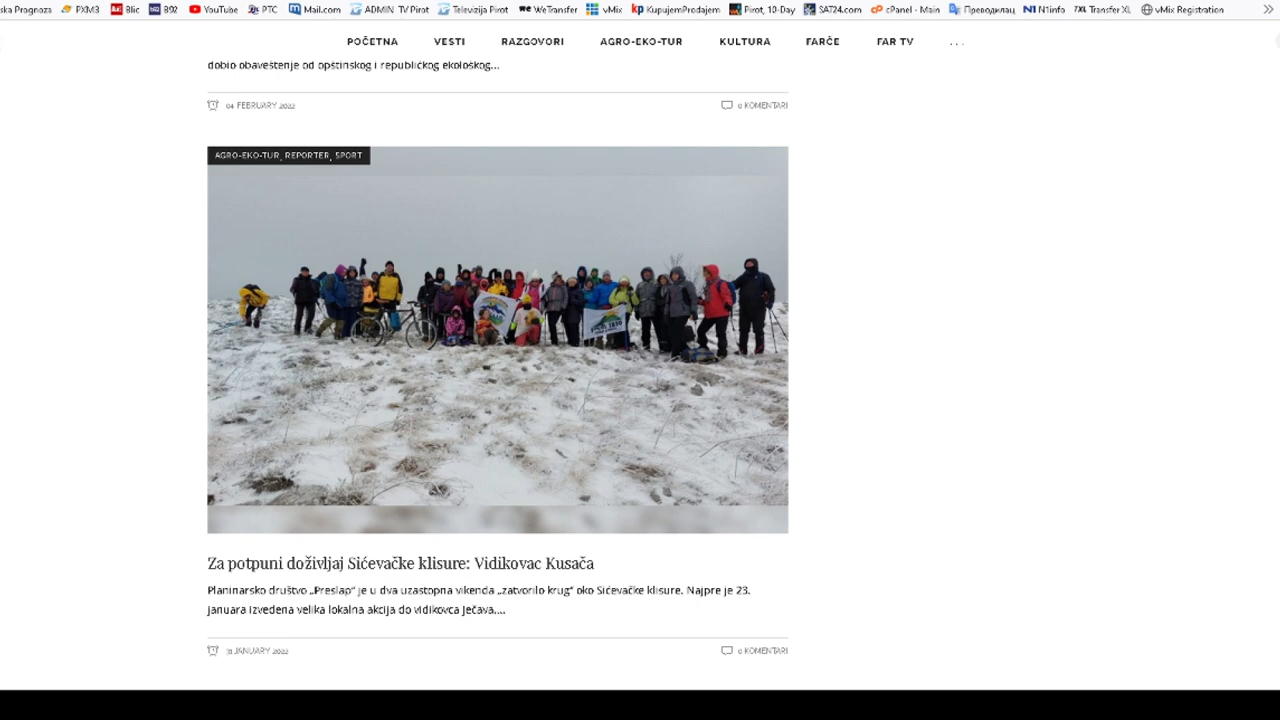 ska Prognoza PXM3 Blic B92 YouTube PTC Mail.com ADMIN TV Pirot Televizija Pirot WeTransfer vMix KupujemProdajem Pirot, 10-Day SAT24.com cPanel - Main Преводилац N1info Transfer XL vMix Registration
POČETNA VESTI RAZGOVORI AGRO-EKO-TUR KULTURA FARČE FAR TV ...
dobio obaveštenje od opštinskog i republičkog ekološkog...
04 FEBRUARY 2022 0 KOMENTARI
AGRO-EKO-TUR, REPORTER, SPORT
Za potpuni doživljaj Sićevačke klisure: Vidikovac Kusača
Planinarsko društvo „Preslap“ je u dva uzastopna vikenda „zatvorilo krug“ oko Sićevačke klisure. Najpre je 23.
januara izvedena velika lokalna akcija do vidikovca Ječava....
31 JANUARY 2022 0 KOMENTARI